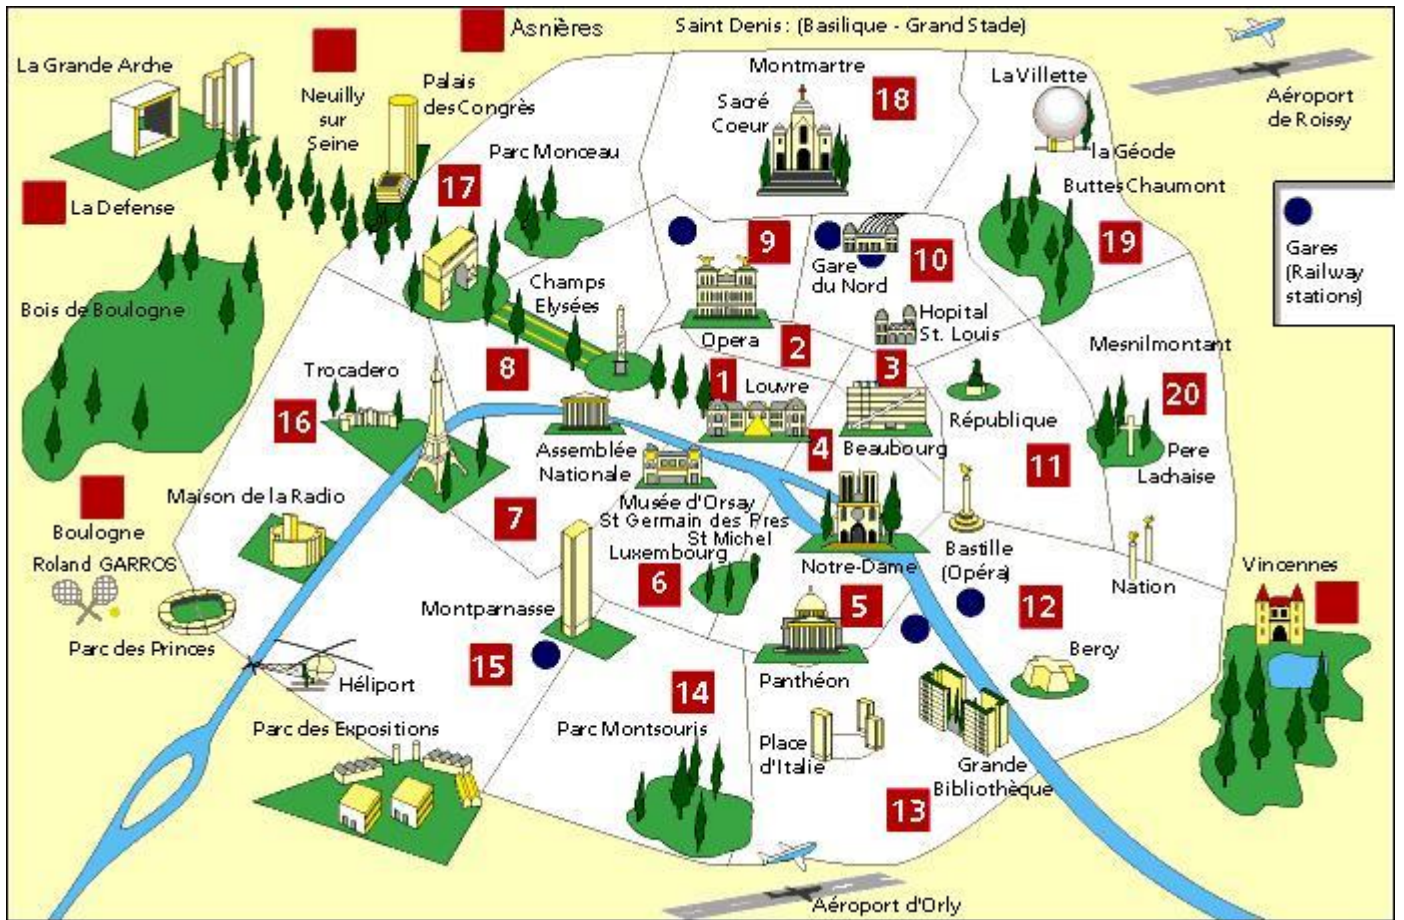 Asnières
Saint Denis : (Basilique - Grand Stade)
La Grande Arche
Neuilly
sur
Seine
Palais
des Congrès
Montmartre
Sacré
Coeur
18
La Villette
Aéroport
de Roissy
la Géode
Parc Monceau
17
Buttes Chaumont
La Defense
19
9
10
Gares
(Railway
stations)
Gare
du Nord
Champs
Elysées
Bois de Boulogne
Hopital
St. Louis
Opera
2
Mesnilmontant
Trocadero
8
1
Louvre
3
20
République
16
Assemblée
Nationale
4
Beaubourg
11
Pere
Lachaise
Maison de la Radio
Musée d'Orsay
St Germain des Pres
St Michel
7
Boulogne
Luxembourg
Notre-Dame
Bastille
(Opéra)
Nation
Vincennes
Roland GARROS
6
5
12
Montparnasse
Parc des Princes
15
Bercy
Héliport
Panthéon
14
Parc des Expositions
Parc Montsouris
Place
d'Italie
Grande
Bibliothèque
13
Aéroport d'Orly